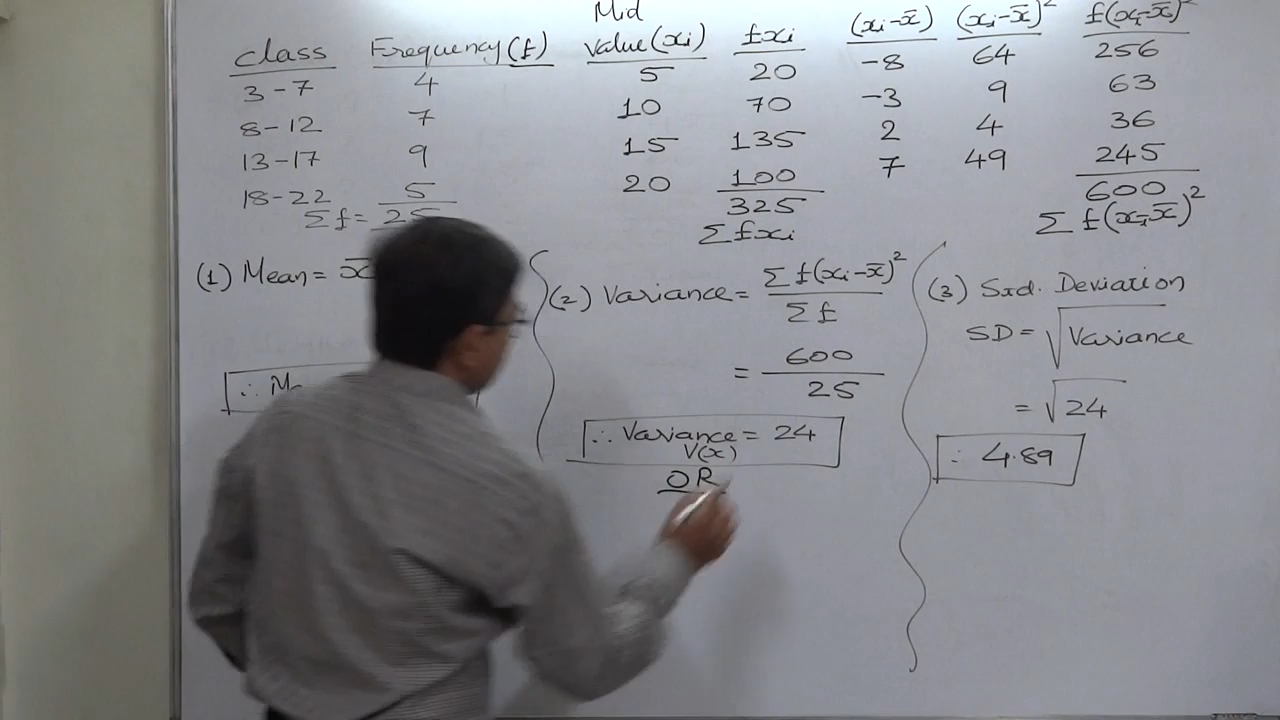 class Frequency (f) Mid Value (xi) fxi (xi-x̄) (xi-x̄)² f(xi-x̄)²
3-7 4 5 20 -8 64 256
8-12 7 10 70 -3 9 63
13-17 9 15 135 2 4 36
18-22 5 20 100 7 49 245
Σf = 25 325 600
Σfxi Σ f(xi-x̄)²
(1) Mean = x̄
(2) Variance = Σf(xi-x̄)² / Σf
= 600 / 25
∴ Variance = 24
V(x)
OR
(3) Std. Deviation
SD = √Variance
= √24
∴ 4.89